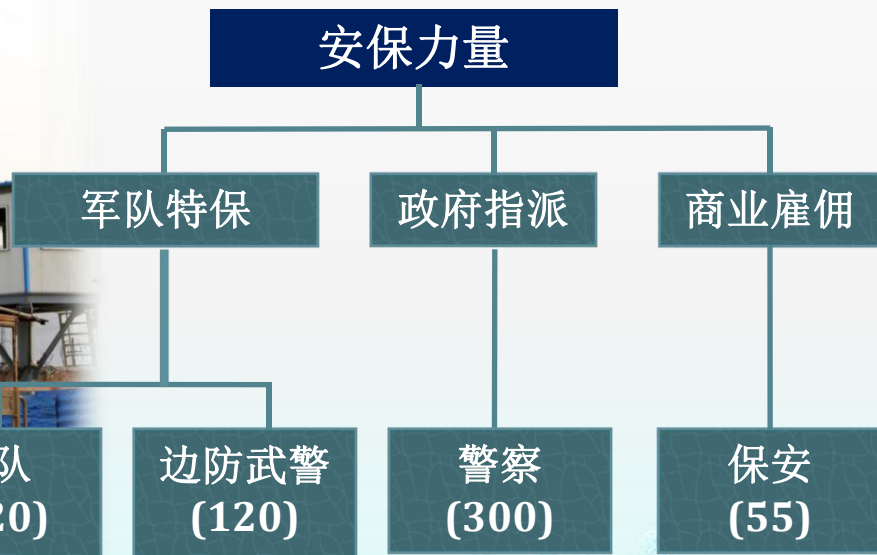 安保力量
军队特保
政府指派
商业雇佣
队
20)
边防武警
(120)
警察
(300)
保安
(55)